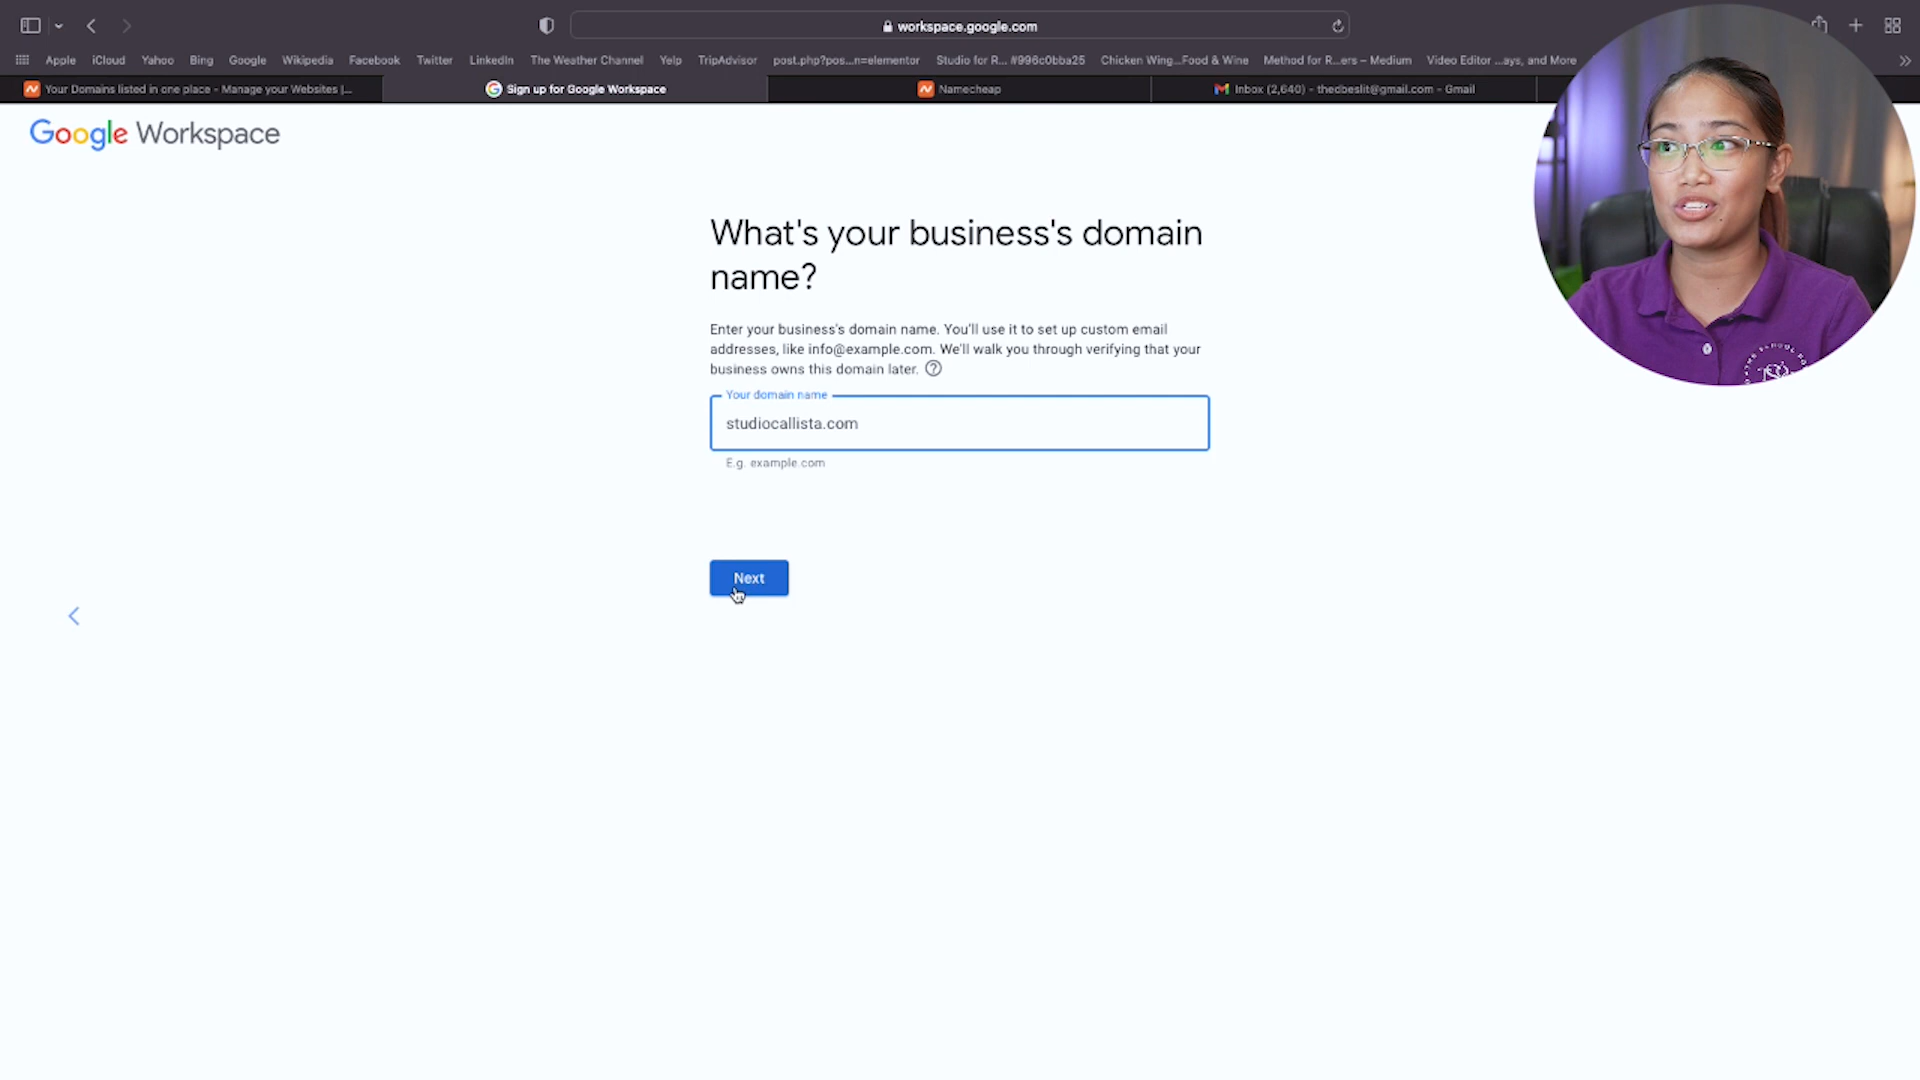 workspace.google.com
Apple iCloud Yahoo Bing Google Wikipedia Facebook Twitter LinkedIn The Weather Channel Yelp TripAdvisor post.php?pos...n=elementor Studio for R... #996c0bba25 Chicken Wing...Food & Wine Method for R...ers – Medium Video Editor ...ays, and More
Your Domains listed in one place - Manage your Websites |... Sign up for Google Workspace Namecheap Inbox (2,640) - thedbeslit@gmail.com - Gmail
Google Workspace
What's your business's domain
name?
Enter your business's domain name. You'll use it to set up custom email
addresses, like info@example.com. We'll walk you through verifying that your
business owns this domain later.
Your domain name
studiocallista.com
E.g. example.com
Next